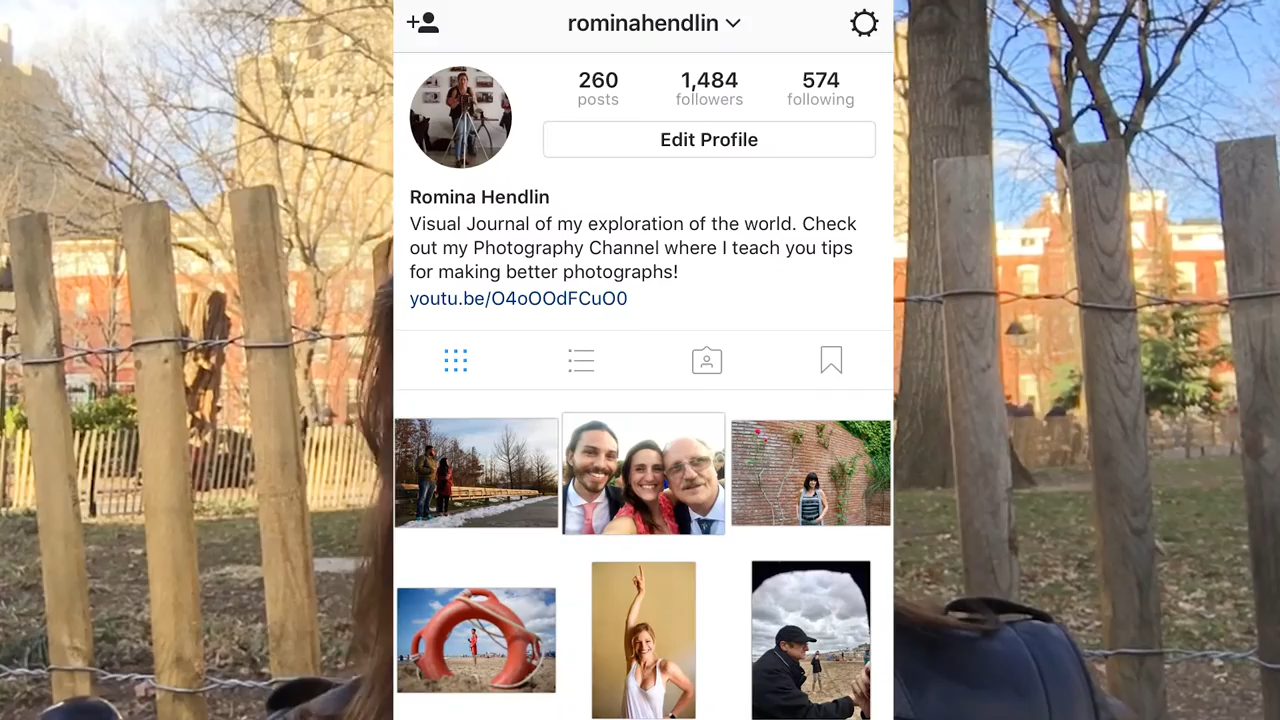 rominahendlin
260 1,484 574
posts followers following
Edit Profile
Romina Hendlin
Visual Journal of my exploration of the world. Check
out my Photography Channel where I teach you tips
for making better photographs!
youtu.be/O4oOOdFCuO0